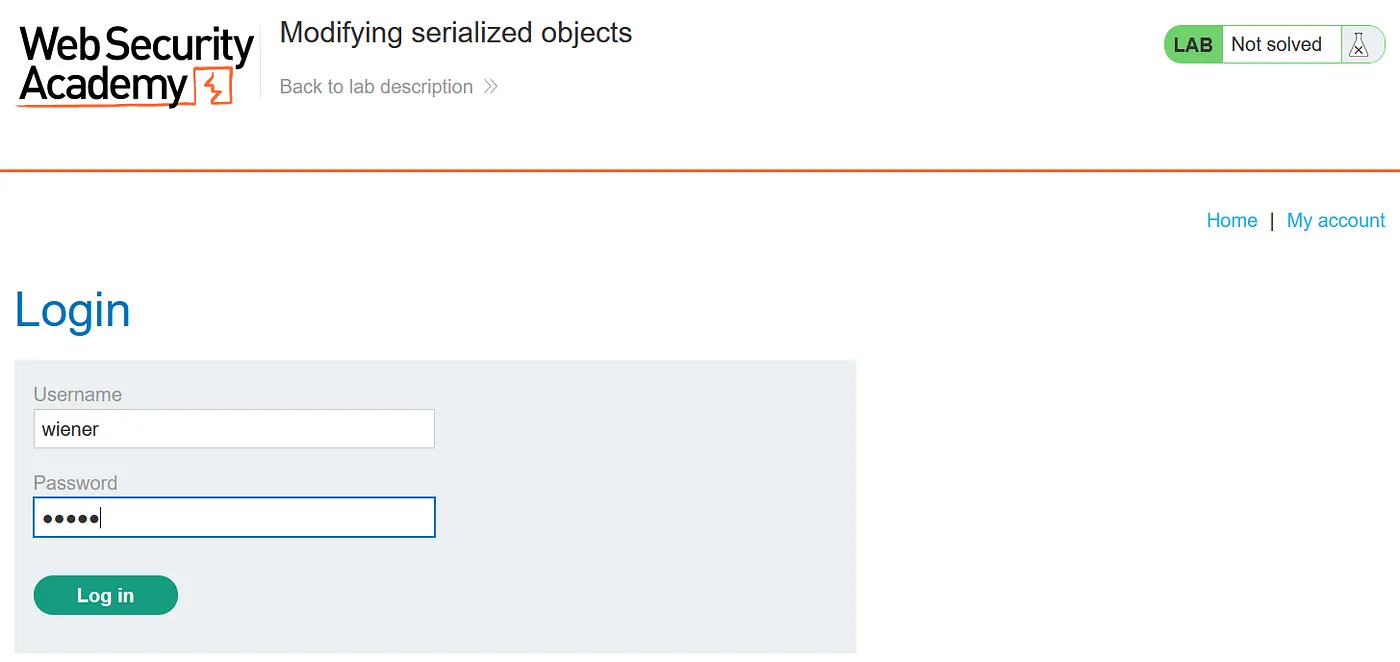 Web Security
Academy
Modifying serialized objects
Back to lab description
LAB Not solved
Home | My account
Login
Username
wiener
Password
●●●●●
Log in